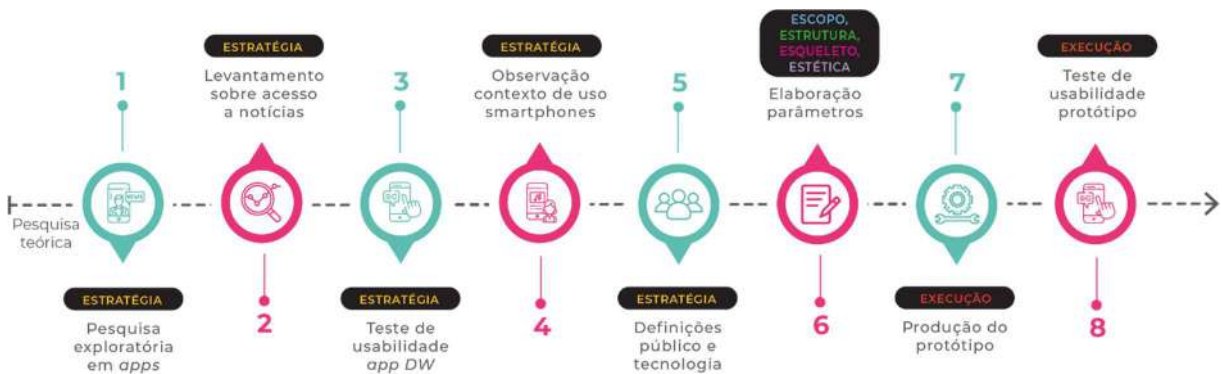 Pesquisa
teórica
1
ESTRATÉGIA
Pesquisa
exploratória
em apps
ESTRATÉGIA
Levantamento
sobre acesso
a notícias
2
3
ESTRATÉGIA
Teste de
usabilidade
app DW
ESTRATÉGIA
Observação
contexto de uso
smartphones
4
5
ESTRATÉGIA
Definições
público e
tecnologia
ESCOPO,
ESTRUTURA,
ESQUELETO,
ESTÉTICA
Elaboração
parâmetros
6
7
EXECUÇÃO
Produção do
protótipo
EXECUÇÃO
Teste de
usabilidade
protótipo
8